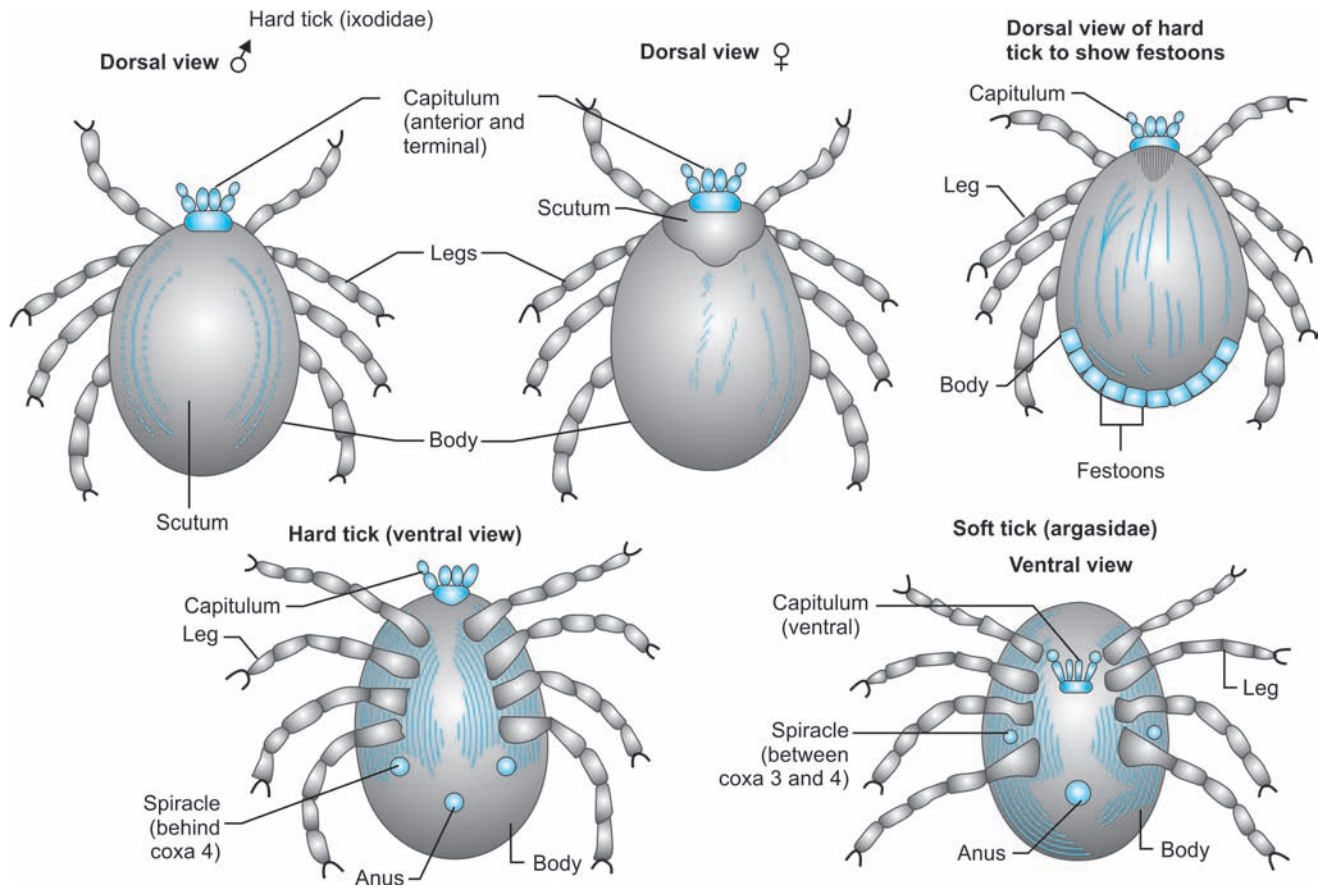 Hard tick (ixodidae)
Dorsal view ♂
Dorsal view ♀
Dorsal view of hard
tick to show festoons
Capitulum
(anterior and
terminal)
Capitulum
Scutum
Leg
Legs
Body
Body
Festoons
Scutum
Hard tick (ventral view)
Capitulum
Leg
Spiracle
(behind
coxa 4)
Anus
Body
Soft tick (argasidae)
Ventral view
Capitulum
(ventral)
Leg
Spiracle
(between
coxa 3 and 4)
Anus
Body